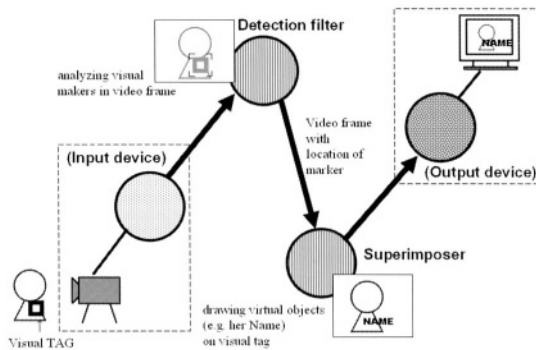 Detection filter
analyzing visual
makers in video frame
NAME
(Input device)
Video frame
with
location of
marker
(Output device)
Superimposer
drawing virtual objects
(e.g. her Name)
on visual tag
NAME
Visual TAG